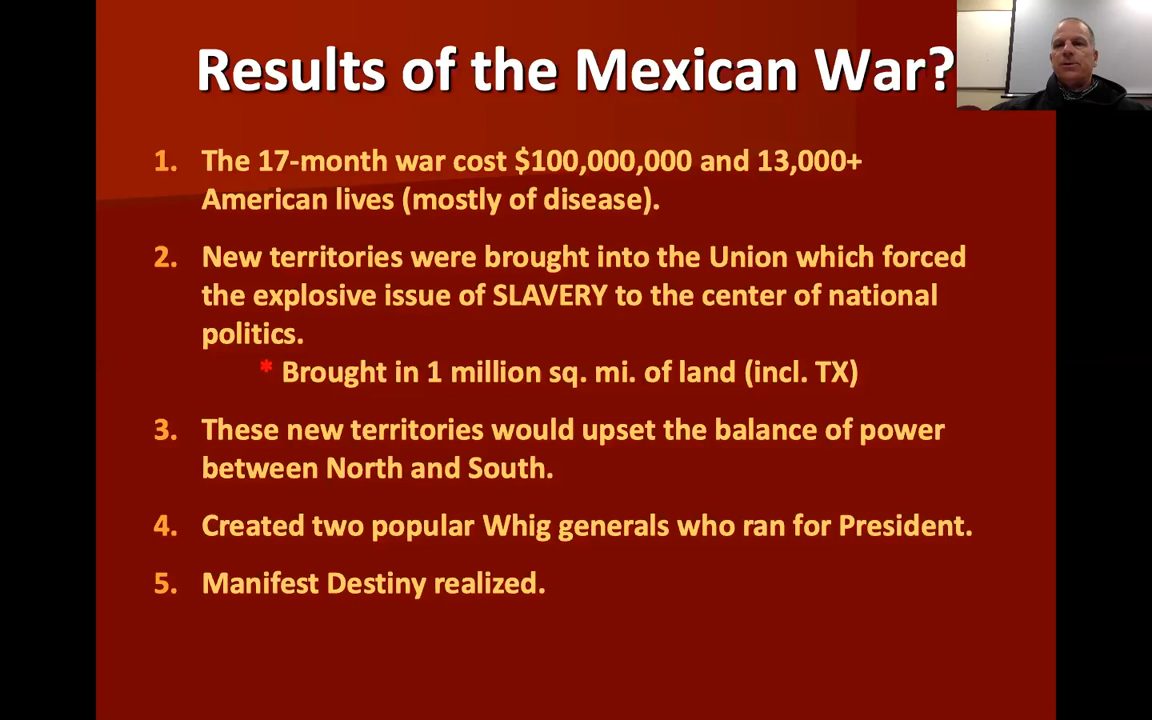 Results of the Mexican War?
1. The 17-month war cost $100,000,000 and 13,000+
American lives (mostly of disease).
2. New territories were brought into the Union which forced
the explosive issue of SLAVERY to the center of national
politics.
* Brought in 1 million sq. mi. of land (incl. TX)
3. These new territories would upset the balance of power
between North and South.
4. Created two popular Whig generals who ran for President.
5. Manifest Destiny realized.